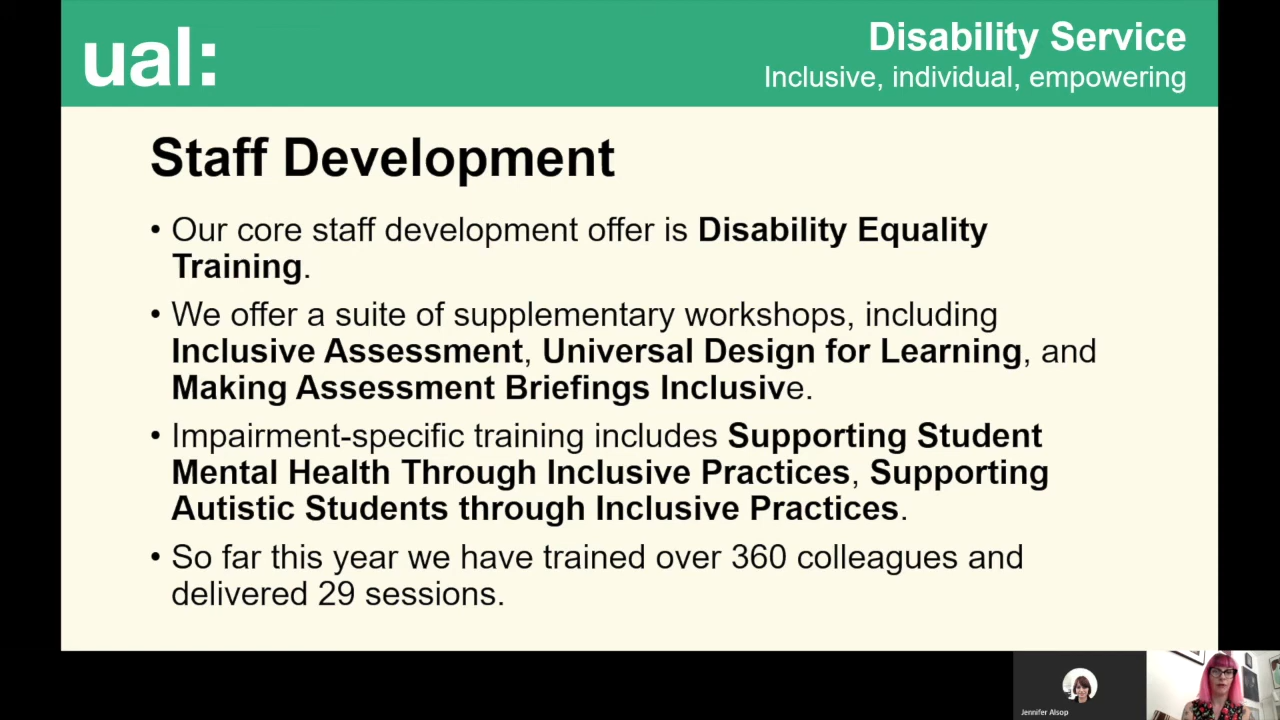 ual:
Disability Service
Inclusive, individual, empowering
Staff Development
• Our core staff development offer is Disability Equality
Training.
• We offer a suite of supplementary workshops, including
Inclusive Assessment, Universal Design for Learning, and
Making Assessment Briefings Inclusive.
• Impairment-specific training includes Supporting Student
Mental Health Through Inclusive Practices, Supporting
Autistic Students through Inclusive Practices.
• So far this year we have trained over 360 colleagues and
delivered 29 sessions.
Jennifer Alsop